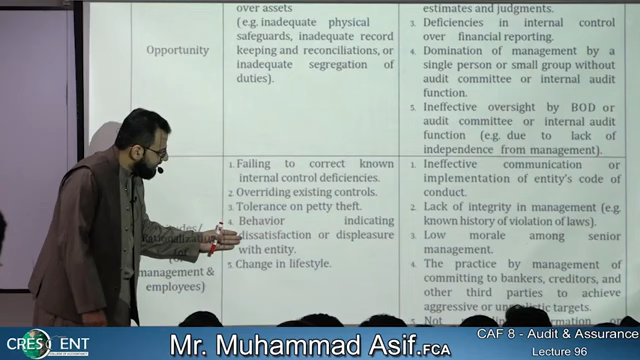 over assets
(e.g. inadequate physical
safeguards, inadequate record
keeping and reconciliations, or
inadequate segregation of
duties).
Opportunity
estimates and judgments.
3. Deficiencies in internal control
over financial reporting.
4. Domination of management by a
single person or small group without
audit committee or internal audit
function.
5. Ineffective oversight by BOD or
audit committee or internal audit
function (e.g. due to lack of
independence from management).
management &
employees)
1. Failing to correct known
internal control deficiencies.
2. Overriding existing controls.
3. Tolerance on petty theft.
4. Behavior indicating
dissatisfaction or displeasure
with entity.
5. Change in lifestyle.
1. Ineffective communication or
implementation of entity's code of
conduct.
2. Lack of integrity in management (e.g.
known history of violation of laws).
3. Low morale among senior
management.
4. The practice by management of
committing to bankers, creditors, and
other third parties to achieve
aggressive or unrealistic targets.
5. Not
CRESCENT
Mr. Muhammad Asif.FCA
CAF 8 - Audit & Assurance
Lecture 96